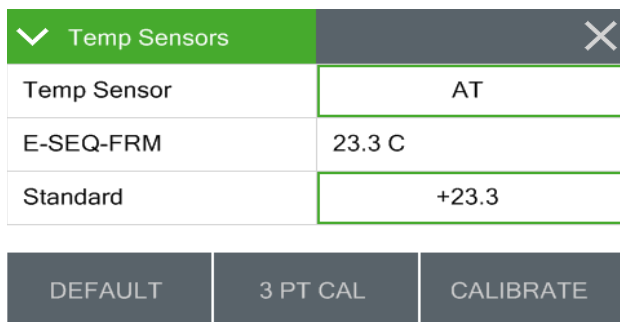 Temp Sensors
Temp Sensor AT
E-SEQ-FRM 23.3 C
Standard +23.3
DEFAULT 3 PT CAL CALIBRATE